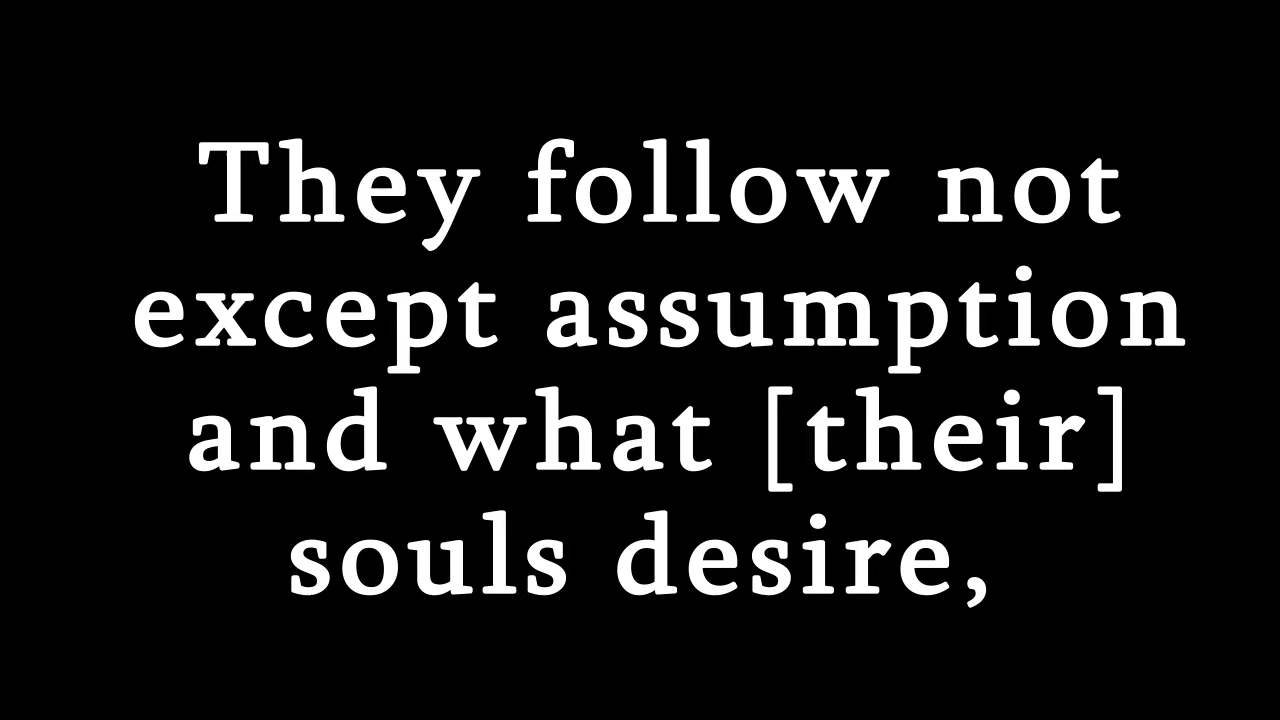 They follow not
except assumption
and what [their]
souls desire,